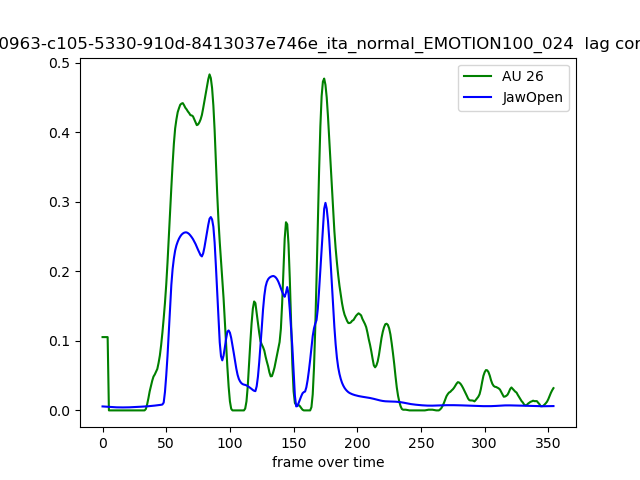 0963-c105-5330-910d-8413037e746e_ita_normal_EMOTION100_024 lag cor
AU 26
JawOpen
0.5
0.4
0.3
0.2
0.1
0.0
0 50 100 150 200 250 300 350
frame over time